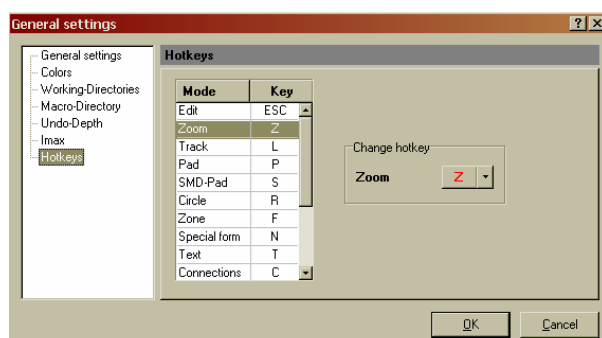 General settings
General settings
Colors
Working-Directories
Macro-Directory
Undo-Depth
Imax
Hotkeys
Hotkeys
Mode Key
Edit ESC
Zoom Z
Track L
Pad P
SMD-Pad S
Circle R
Zone F
Special form N
Text T
Connections C
Change hotkey
Zoom Z
OK Cancel